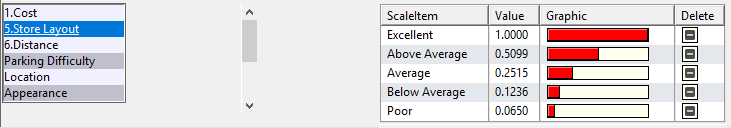 1.Cost
5.Store Layout
6.Distance
Parking Difficulty
Location
Appearance
ScaleItem Value Graphic Delete
Excellent 1.0000
Above Average 0.5099
Average 0.2515
Below Average 0.1236
Poor 0.0650